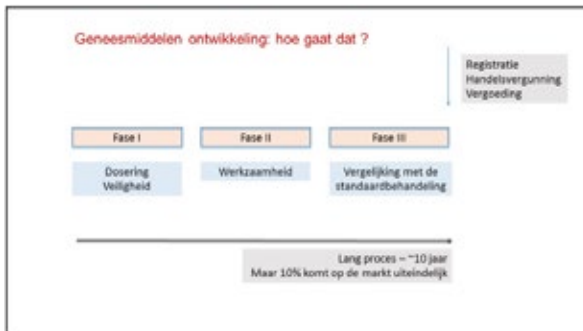 Geneesmiddelen ontwikkeling: hoe gaat dat ?
Registratie
Handelsvergunning
Vergoeding
Fase I
Fase II
Fase III
Dosering
Veiligheid
Werkzaamheid
Vergelijking met de
standaardbehandeling
Lang proces – ~10 jaar
Maar 10% komt op de markt uiteindelijk